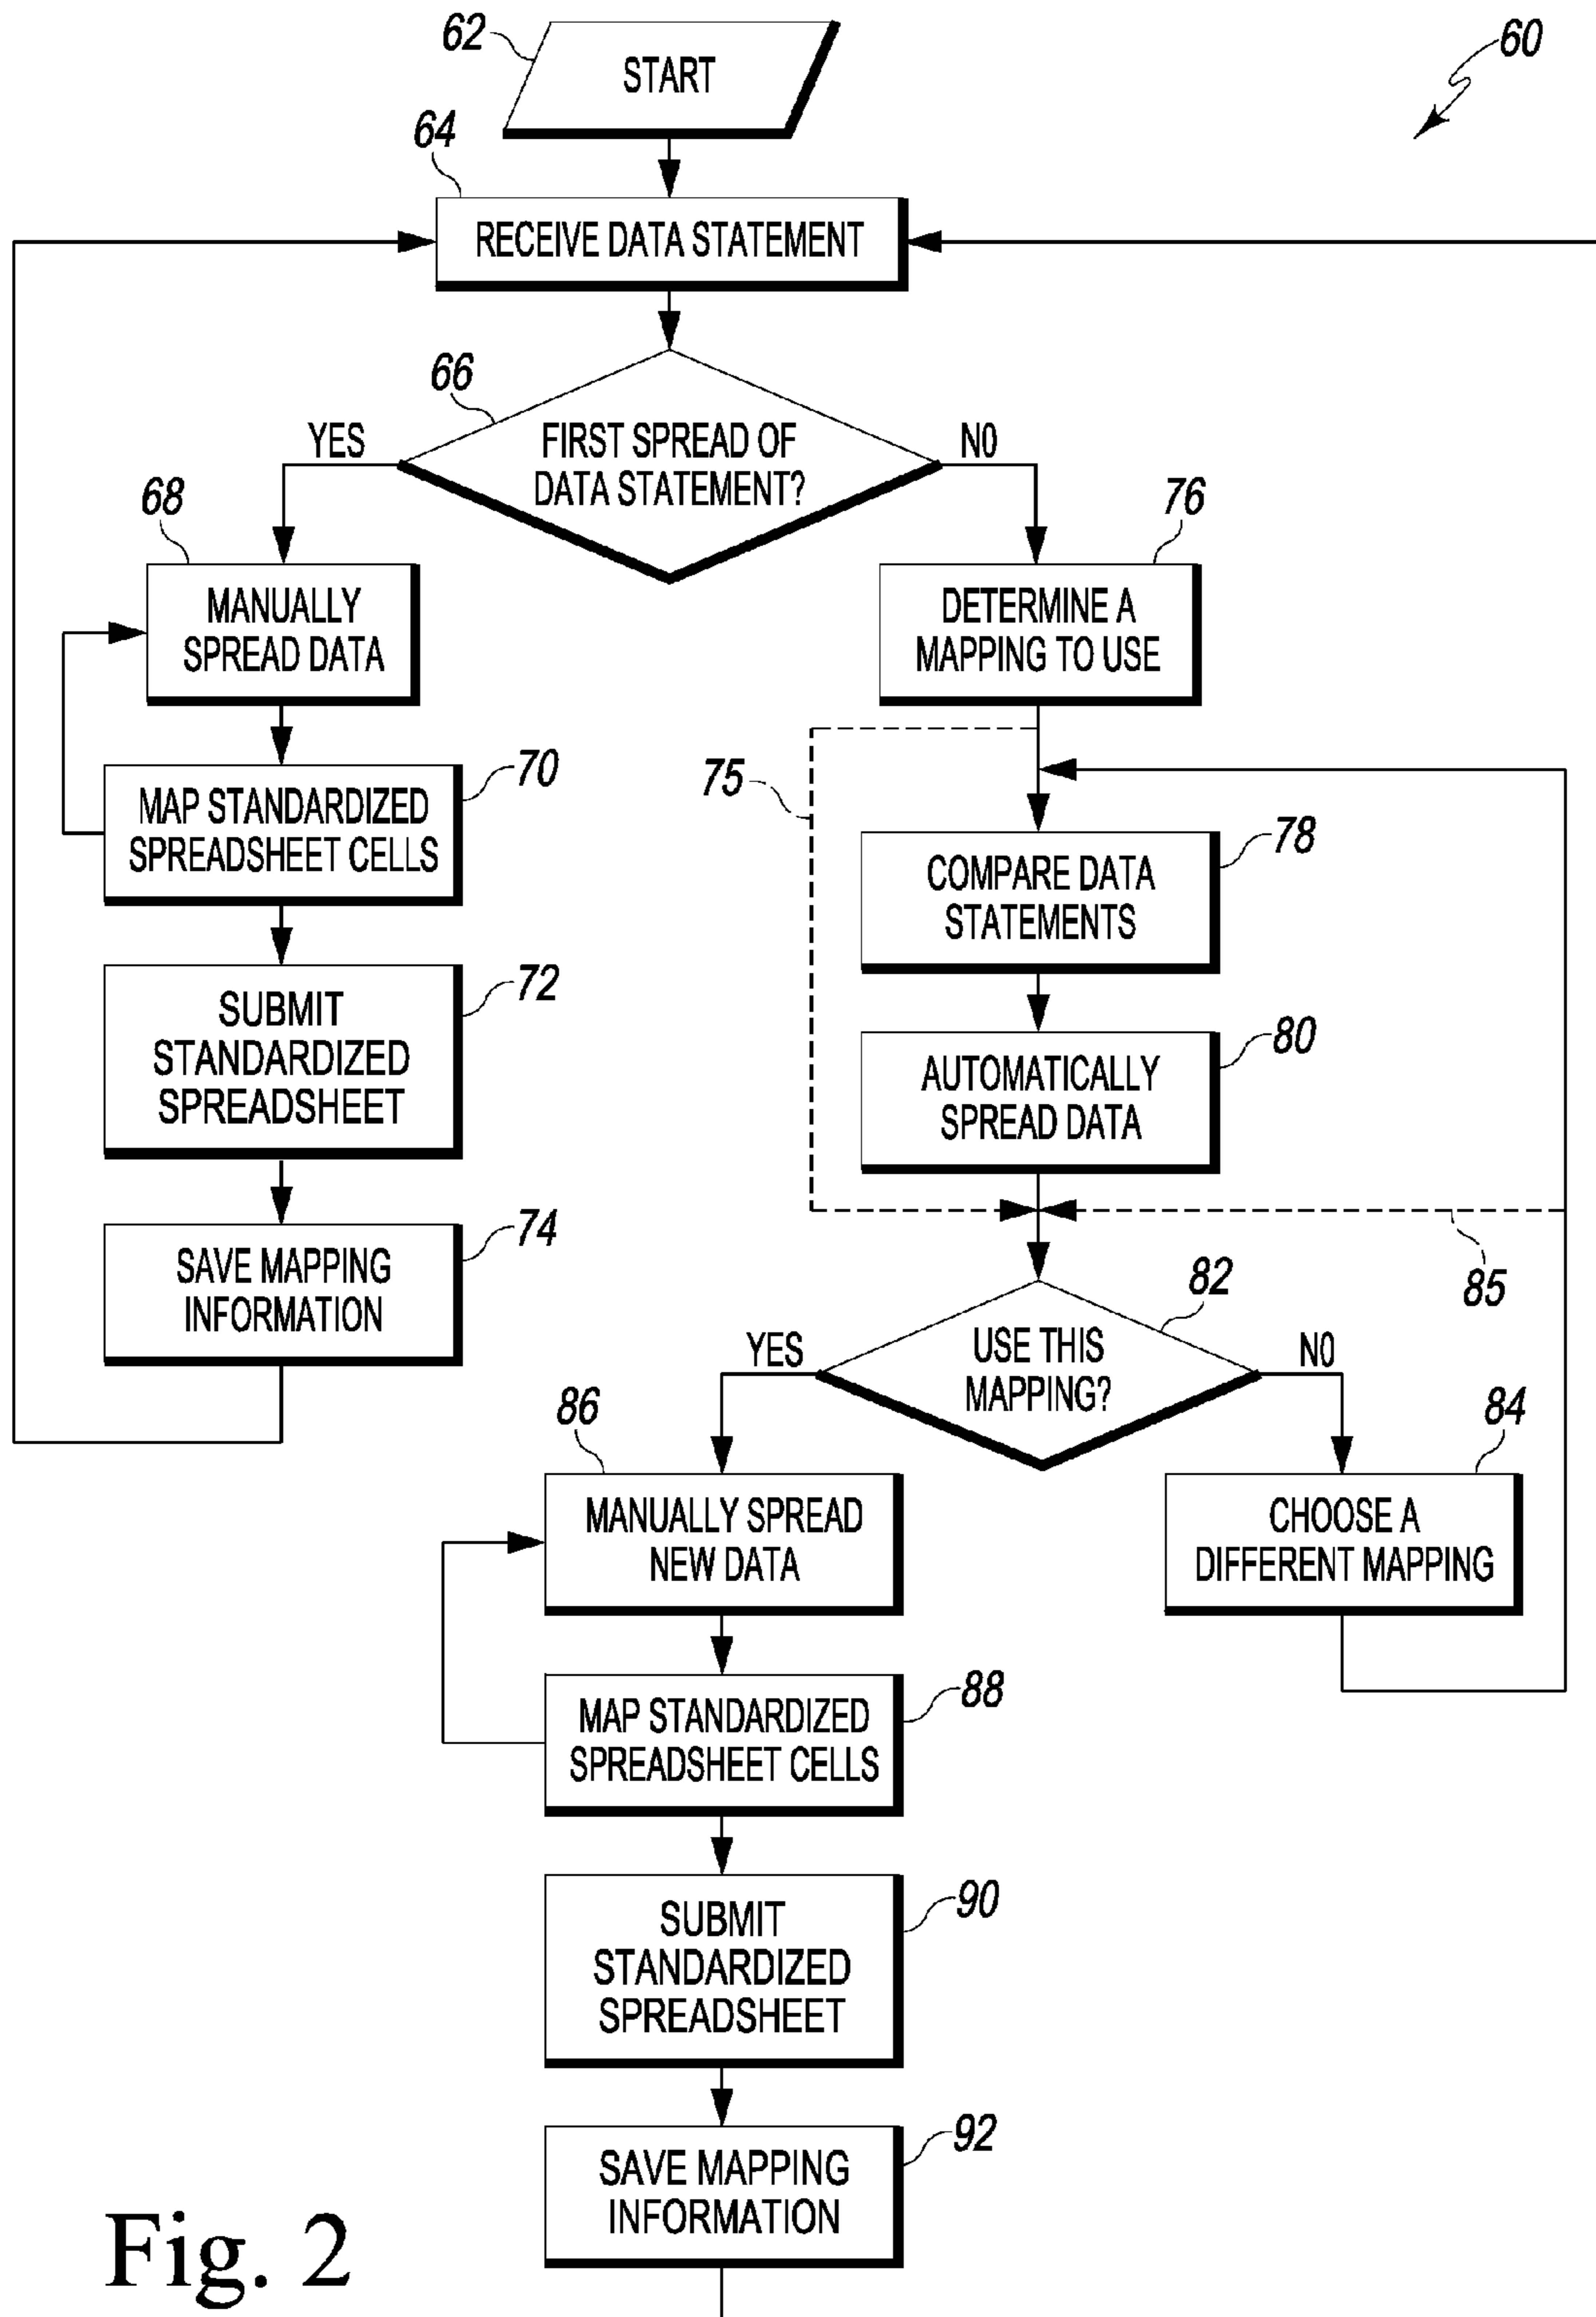 62
START
60
64
RECEIVE DATA STATEMENT
66
YES
FIRST SPREAD OF
DATA STATEMENT?
NO
68
MANUALLY
SPREAD DATA
76
DETERMINE A
MAPPING TO USE
70
MAP STANDARDIZED
SPREADSHEET CELLS
75
78
COMPARE DATA
STATEMENTS
72
SUBMIT
STANDARDIZED
SPREADSHEET
80
AUTOMATICALLY
SPREAD DATA
74
SAVE MAPPING
INFORMATION
85
82
YES
USE THIS
MAPPING?
NO
86
MANUALLY SPREAD
NEW DATA
84
CHOOSE A
DIFFERENT MAPPING
88
MAP STANDARDIZED
SPREADSHEET CELLS
90
SUBMIT
STANDARDIZED
SPREADSHEET
92
SAVE MAPPING
INFORMATION
Fig. 2